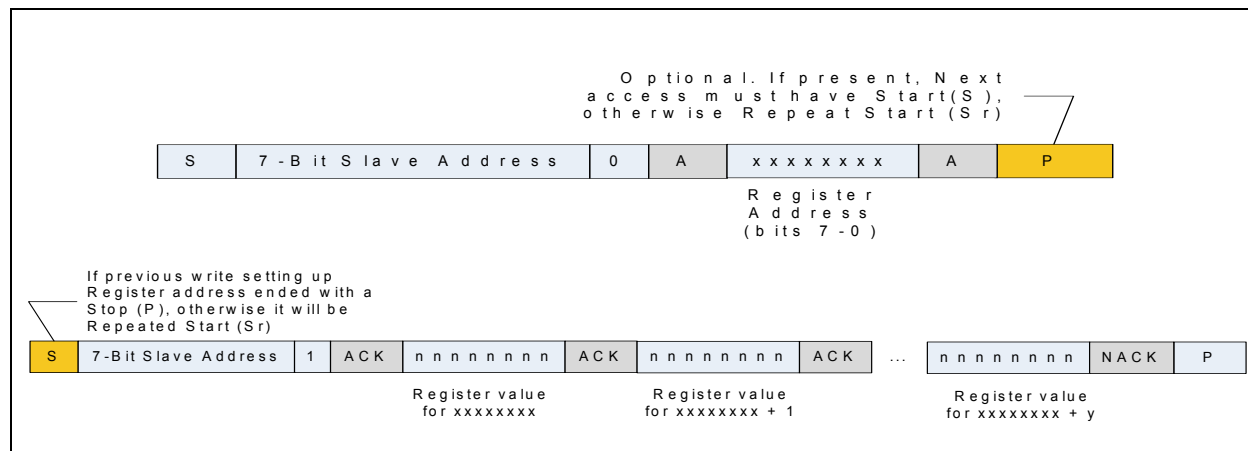 Optional. If present, Next
access must have Start(S),
otherwise Repeat Start (Sr)
S 7-Bit Slave Address 0 A xxxxxxxx A P
Register
Address
(bits 7-0)
If previous write setting up
Register address ended with a
Stop (P), otherwise it will be
Repeated Start (Sr)
S 7-Bit Slave Address 1 ACK nnnnnnnn ACK nnnnnnnn ACK ... nnnnnnnn NACK P
Register value
for xxxxxxxx
Register value
for xxxxxxxx + 1
Register value
for xxxxxxxx + y